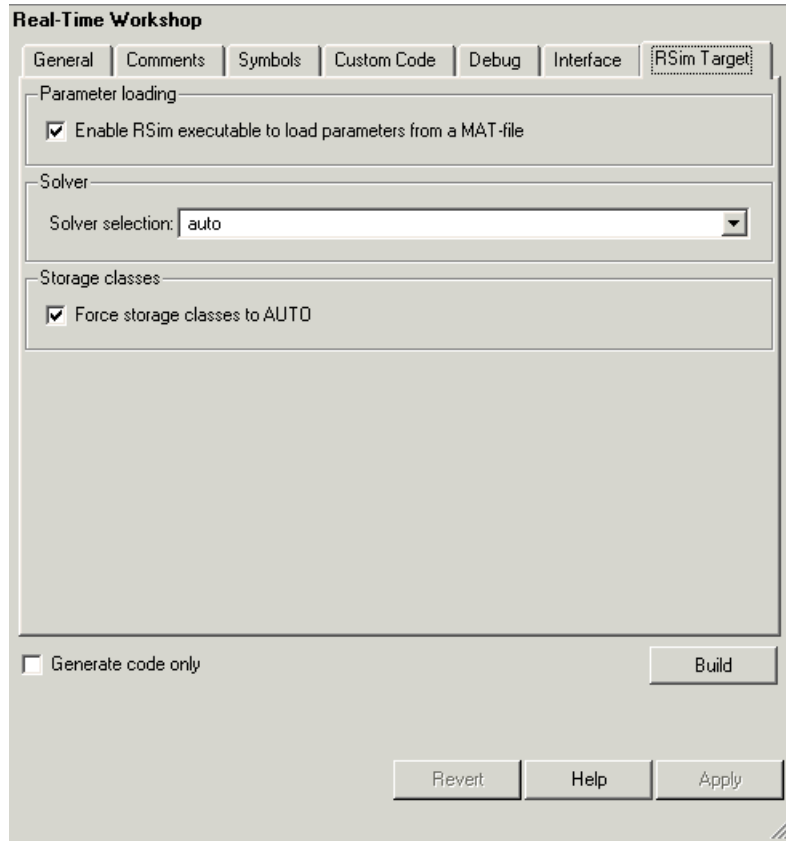 Real-Time Workshop
General Comments Symbols Custom Code Debug Interface RSim Target
Parameter loading
Enable RSim executable to load parameters from a MAT-file
Solver
Solver selection: auto
Storage classes
Force storage classes to AUTO
Generate code only Build
Revert Help Apply